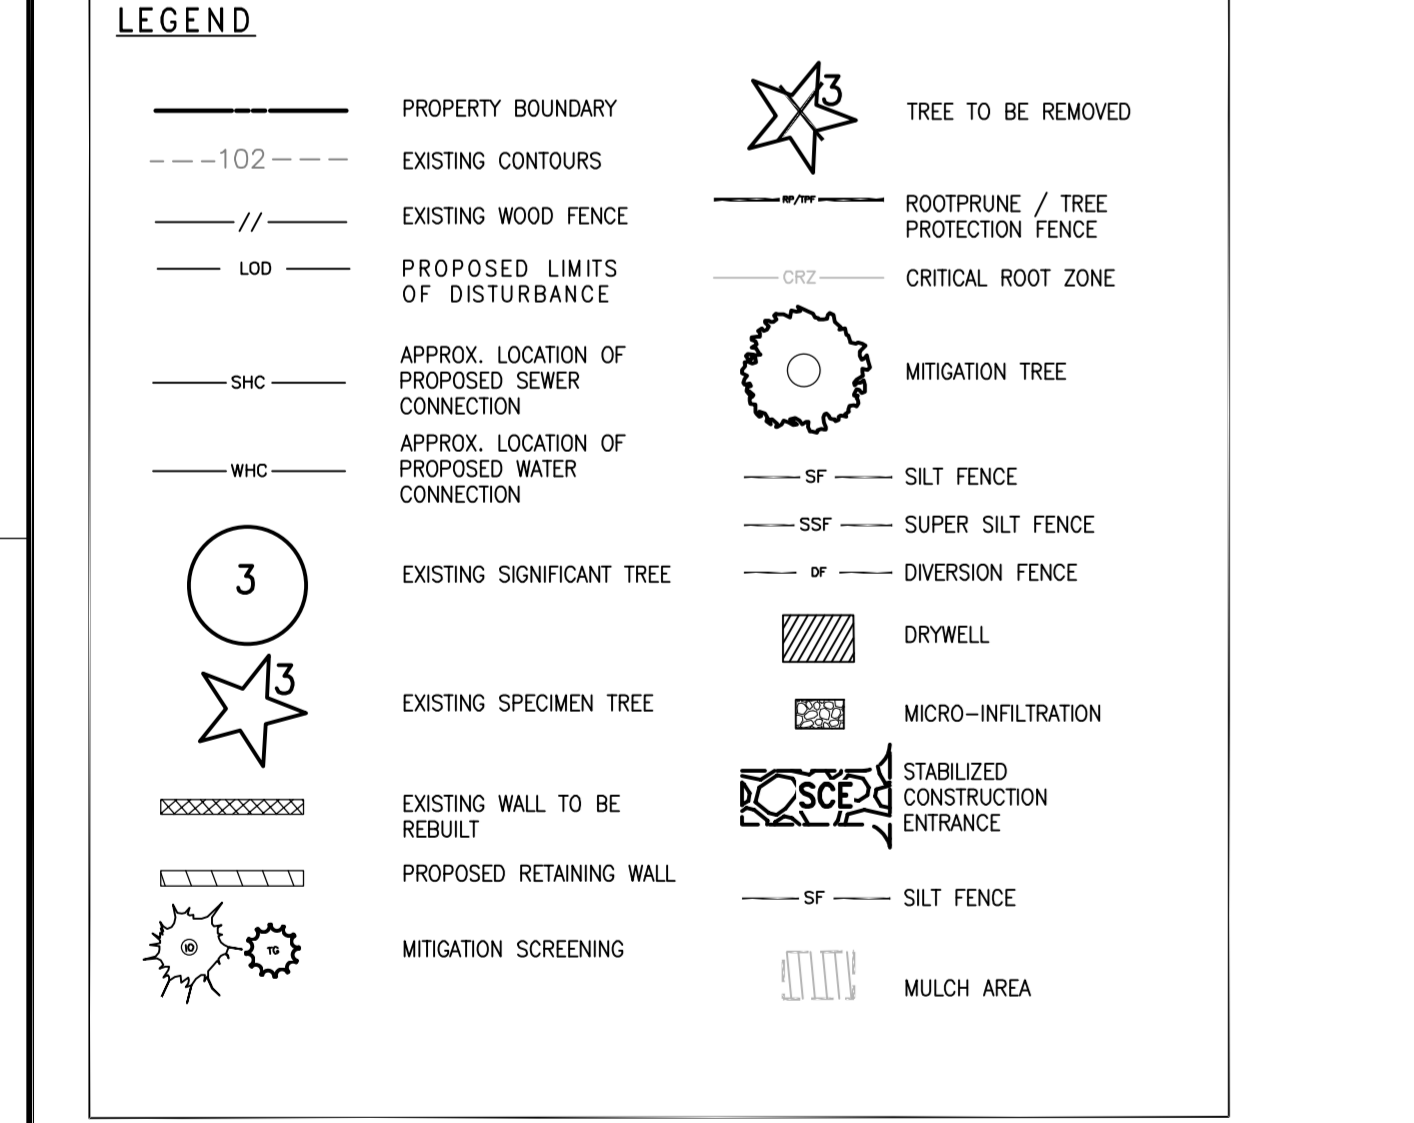 LEGEND
PROPERTY BOUNDARY
102
EXISTING CONTOURS
//
EXISTING WOOD FENCE
LOD
PROPOSED LIMITS
OF DISTURBANCE
SHC
APPROX. LOCATION OF
PROPOSED SEWER
CONNECTION
WHC
APPROX. LOCATION OF
PROPOSED WATER
CONNECTION
3
EXISTING SIGNIFICANT TREE
3
EXISTING SPECIMEN TREE
EXISTING WALL TO BE
REBUILT
PROPOSED RETAINING WALL
IO
TG
MITIGATION SCREENING
3
TREE TO BE REMOVED
RP/TPF
ROOTPRUNE / TREE
PROTECTION FENCE
CRZ
CRITICAL ROOT ZONE
MITIGATION TREE
SF
SILT FENCE
SSF
SUPER SILT FENCE
DF
DIVERSION FENCE
DRYWELL
MICRO-INFILTRATION
SCE
STABILIZED
CONSTRUCTION
ENTRANCE
SF
SILT FENCE
MULCH AREA